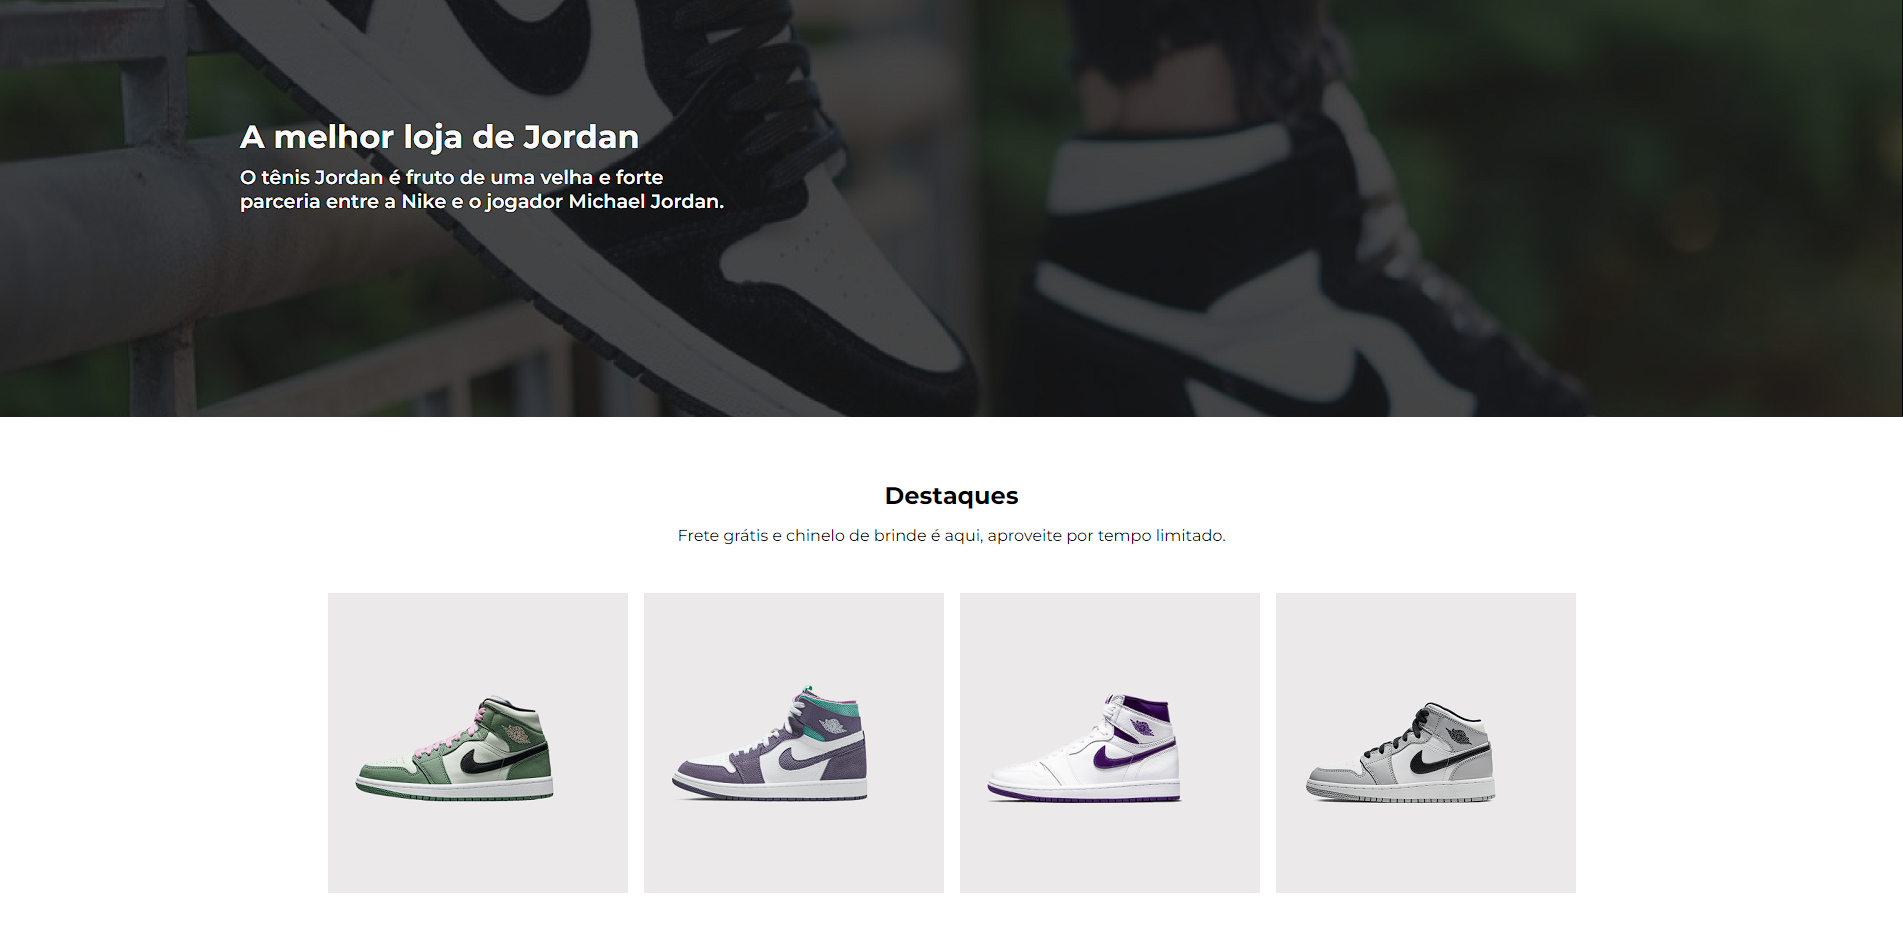 A melhor loja de Jordan
O tênis Jordan é fruto de uma velha e forte
parceria entre a Nike e o jogador Michael Jordan.
Destaques
Frete grátis e chinelo de brinde é aqui, aproveite por tempo limitado.